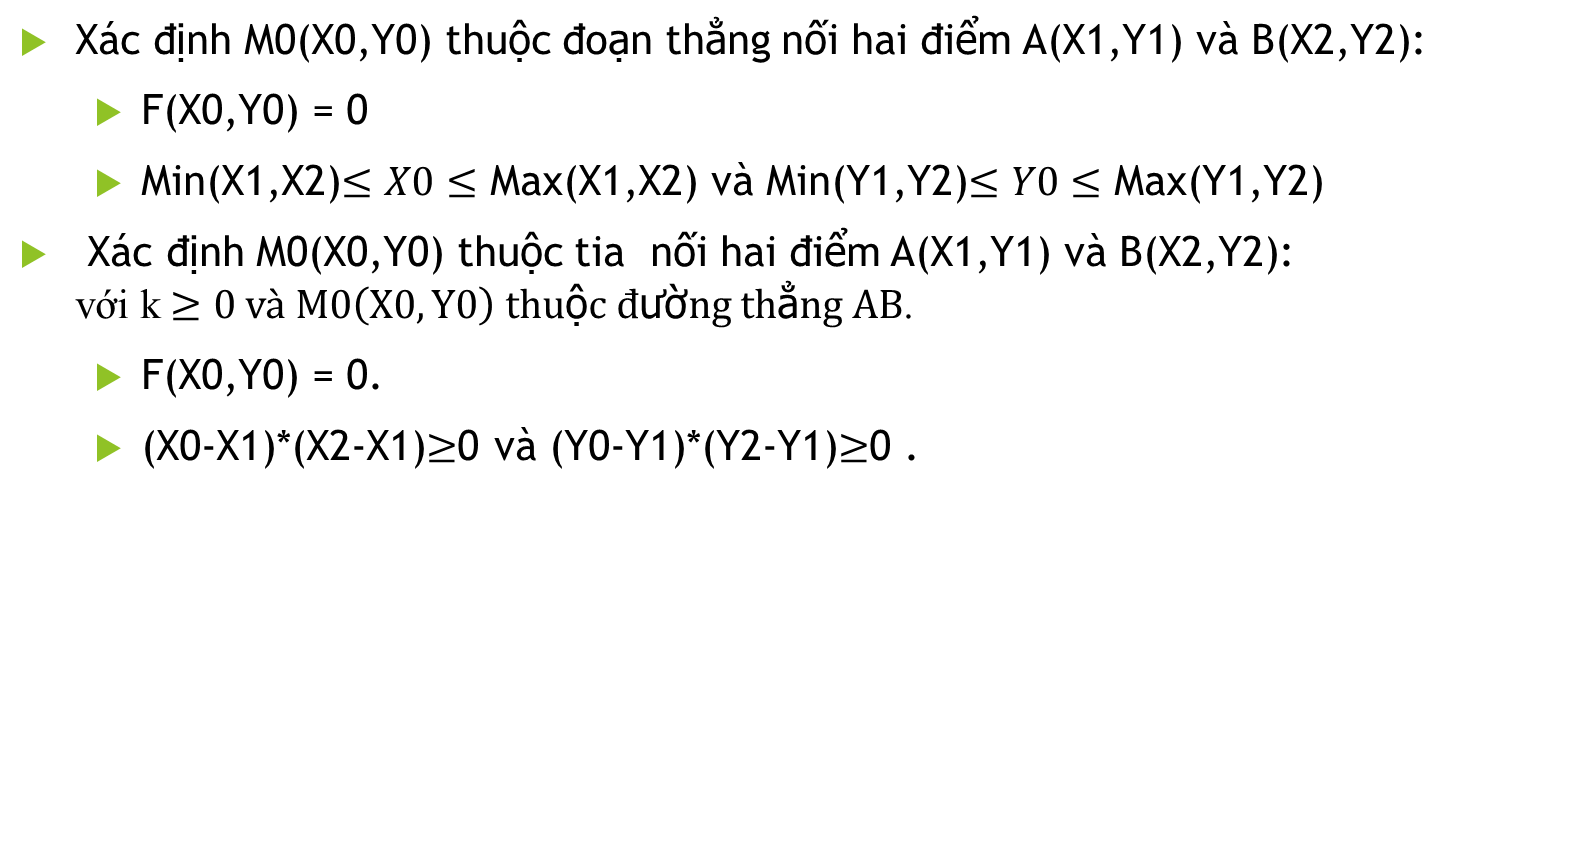 Xác định M0(X0,Y0) thuộc đoạn thẳng nối hai điểm A(X1,Y1) và B(X2,Y2):
F(X0,Y0) = 0
Min(X1,X2)≤ X0 ≤ Max(X1,X2) và Min(Y1,Y2)≤ Y0 ≤ Max(Y1,Y2)
Xác định M0(X0,Y0) thuộc tia nối hai điểm A(X1,Y1) và B(X2,Y2):
với k ≥ 0 và M0(X0, Y0) thuộc đường thẳng AB.
F(X0,Y0) = 0.
(X0-X1)*(X2-X1)≥0 và (Y0-Y1)*(Y2-Y1)≥0 .